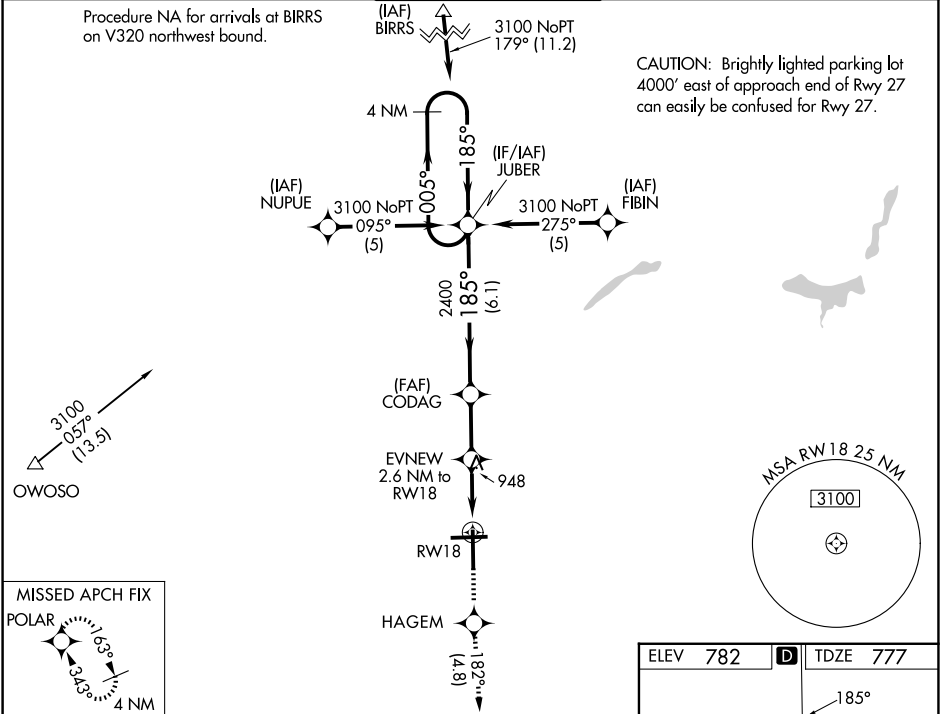 Procedure NA for arrivals at BIRRS
on V320 northwest bound.
(IAF)
BIRRS
3100 NoPT
179° (11.2)
CAUTION: Brightly lighted parking lot
4000' east of approach end of Rwy 27
can easily be confused for Rwy 27.
4 NM
185°
005°
(IF/IAF)
JUBER
(IAF)
NUPUE
3100 NoPT
095°
(5)
(IAF)
FIBIN
3100 NoPT
275°
(5)
2400
185°
(6.1)
(FAF)
CODAG
3100
057°
(13.5)
OWOSO
EVNEW
2.6 NM to
RW18
948
MSA RW18 25 NM
3100
RW18
MISSED APCH FIX
POLAR
163°
343°
4 NM
HAGEM
182°
(4.8)
ELEV 782 D TDZE 777
185°